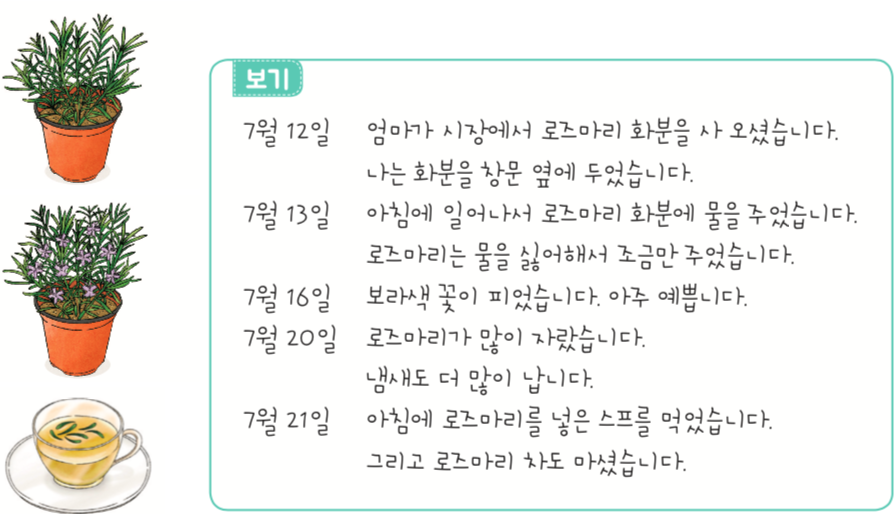 보기
7월 12일 엄마가 시장에서 로즈마리 화분을 사 오셨습니다.
나는 화분을 창문 옆에 두었습니다.
7월 13일 아침에 일어나서 로즈마리 화분에 물을 주었습니다.
로즈마리는 물을 싫어해서 조금만 주었습니다.
7월 16일 보라색 꽃이 피었습니다. 아주 예쁩니다.
7월 20일 로즈마리가 많이 자랐습니다.
냄새도 더 많이 납니다.
7월 21일 아침에 로즈마리를 넣은 스프를 먹었습니다.
그리고 로즈마리 차도 마셨습니다.